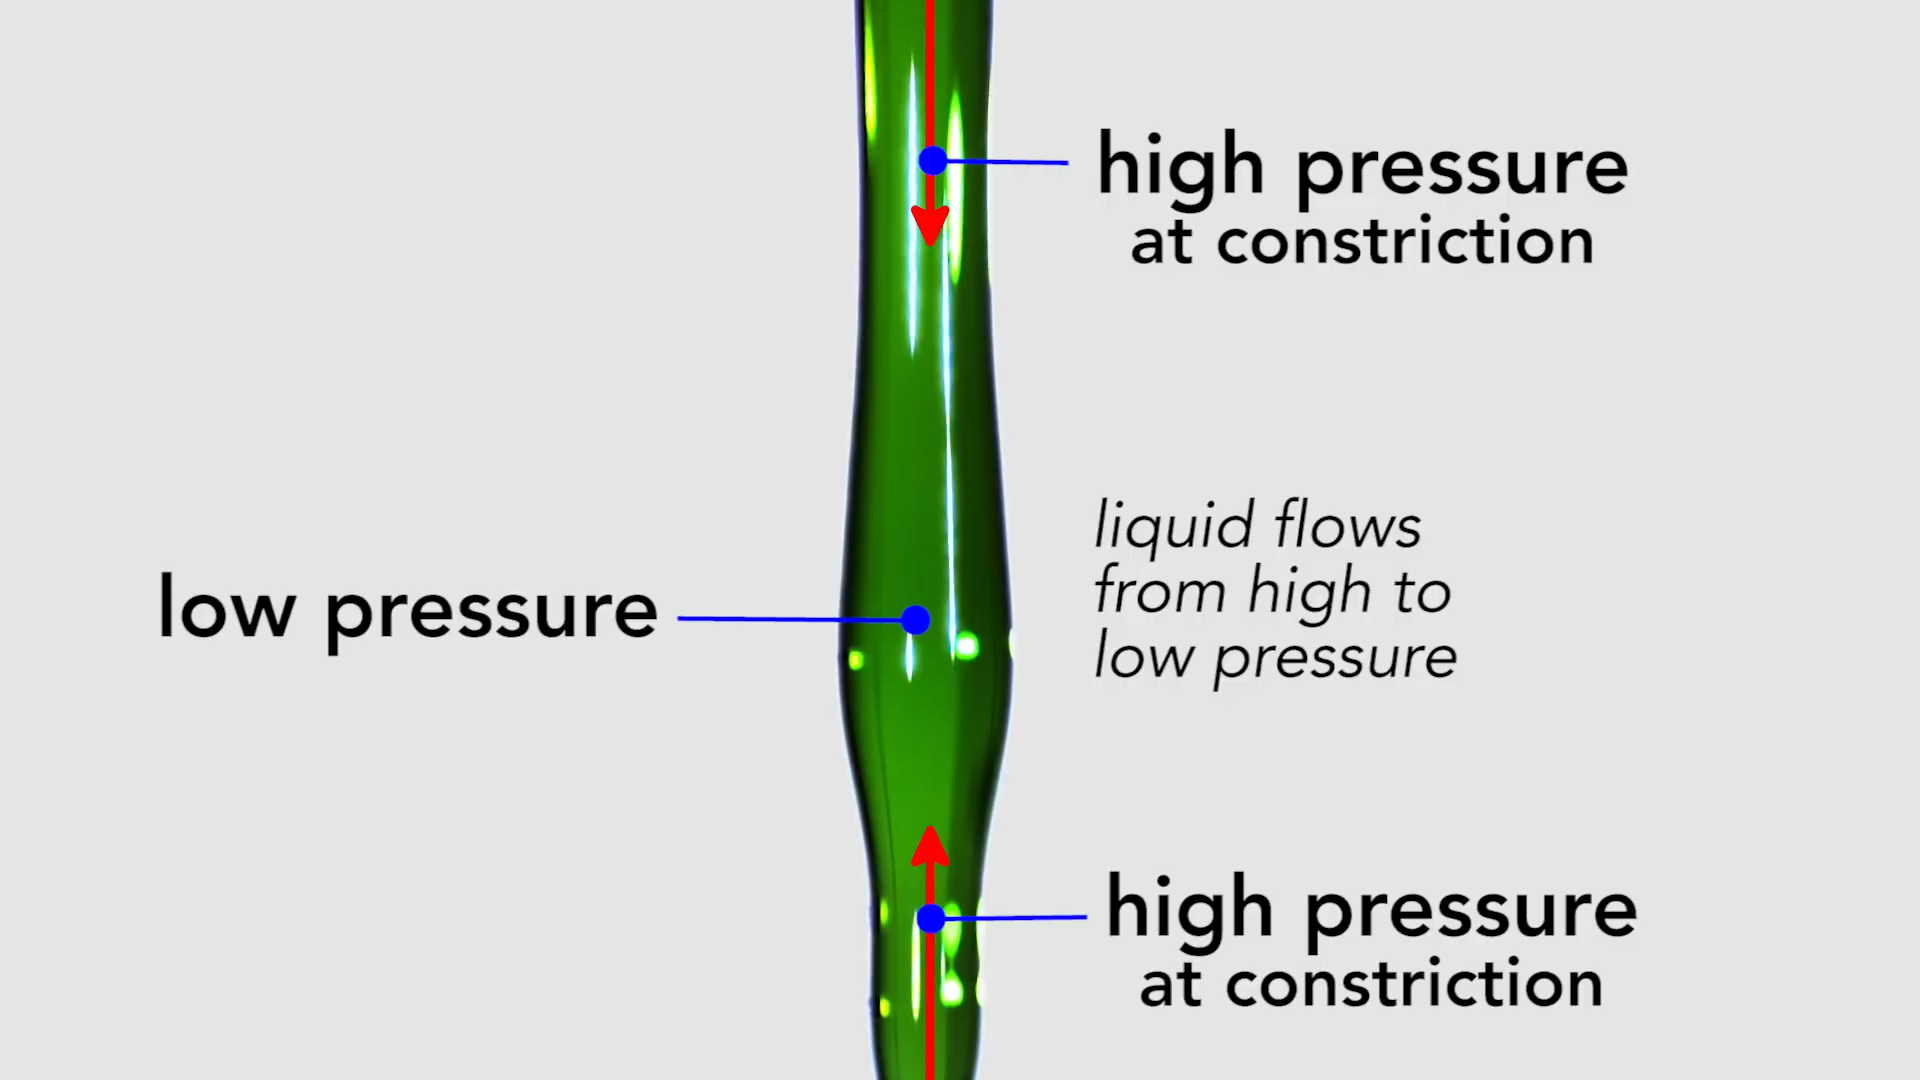 high pressure
at constriction
liquid flows
from high to
low pressure
low pressure
high pressure
at constriction